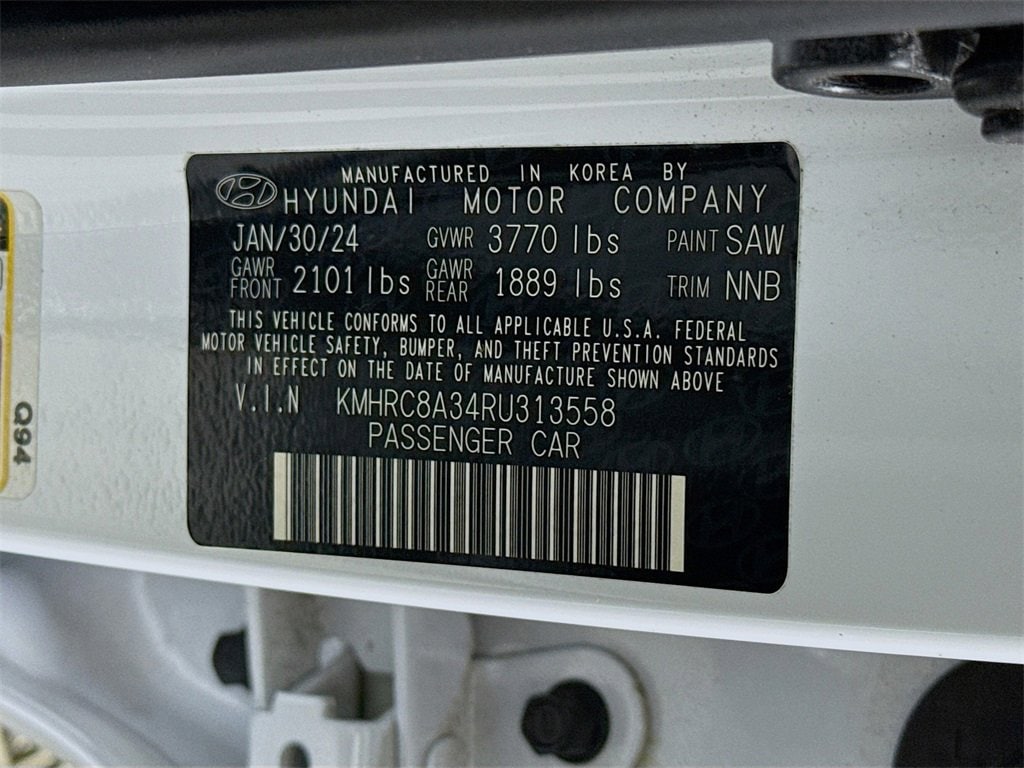 MANUFACTURED IN KOREA BY
HYUNDAI MOTOR COMPANY
JAN/30/24 GVWR 3770 lbs PAINT SAW
GAWR FRONT 2101 lbs GAWR REAR 1889 lbs TRIM NNB
THIS VEHICLE CONFORMS TO ALL APPLICABLE U.S.A. FEDERAL
MOTOR VEHICLE SAFETY, BUMPER, AND THEFT PREVENTION STANDARDS
IN EFFECT ON THE DATE OF MANUFACTURE SHOWN ABOVE
V.I.N KMHRC8A34RU313558
PASSENGER CAR
Q94